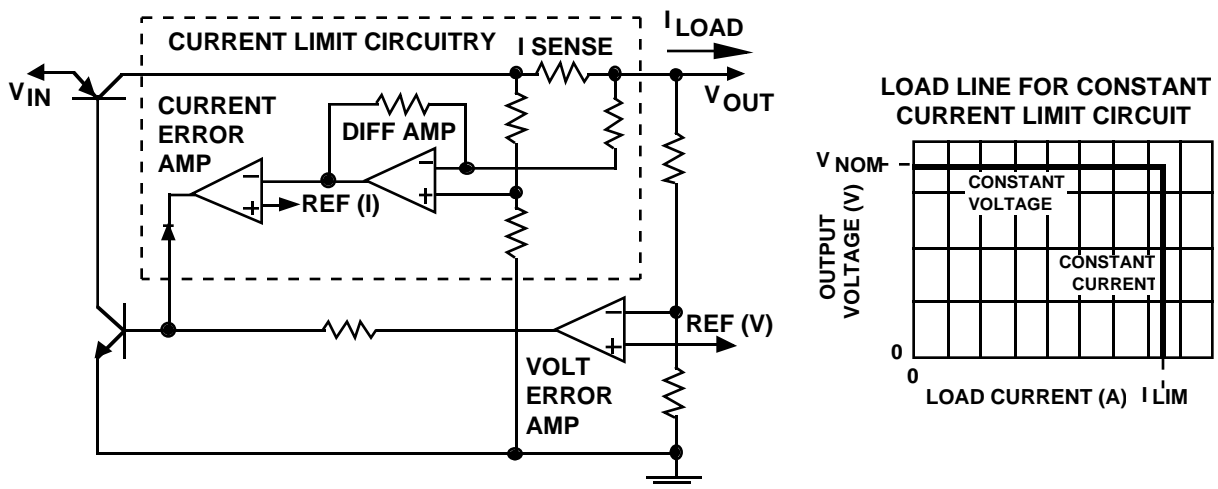 CURRENT LIMIT CIRCUITRY
I SENSE
I LOAD
V IN
V OUT
CURRENT
ERROR
AMP
DIFF AMP
−
+
−
+
REF (I)
−
+
REF (V)
VOLT
ERROR
AMP
LOAD LINE FOR CONSTANT
CURRENT LIMIT CIRCUIT
V NOM
CONSTANT
VOLTAGE
CONSTANT
CURRENT
OUTPUT
VOLTAGE (V)
0
0
LOAD CURRENT (A)
I LIM